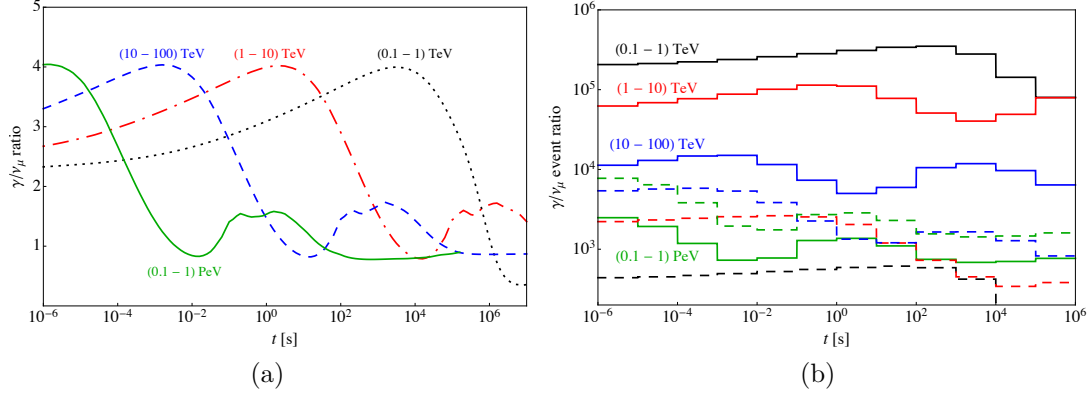 5
4
3
2
1
γ/ν_μ ratio
(10 – 100) TeV
(1 – 10) TeV
(0.1 – 1) TeV
(0.1 – 1) PeV
10⁻⁶ 10⁻⁴ 10⁻² 10⁰ 10² 10⁴ 10⁶
t [s]
(a)
10⁶
10⁵
10⁴
10³
γ/ν_μ event ratio
(0.1 – 1) TeV
(1 – 10) TeV
(10 – 100) TeV
(0.1 – 1) PeV
10⁻⁶ 10⁻⁴ 10⁻² 10⁰ 10² 10⁴ 10⁶
t [s]
(b)